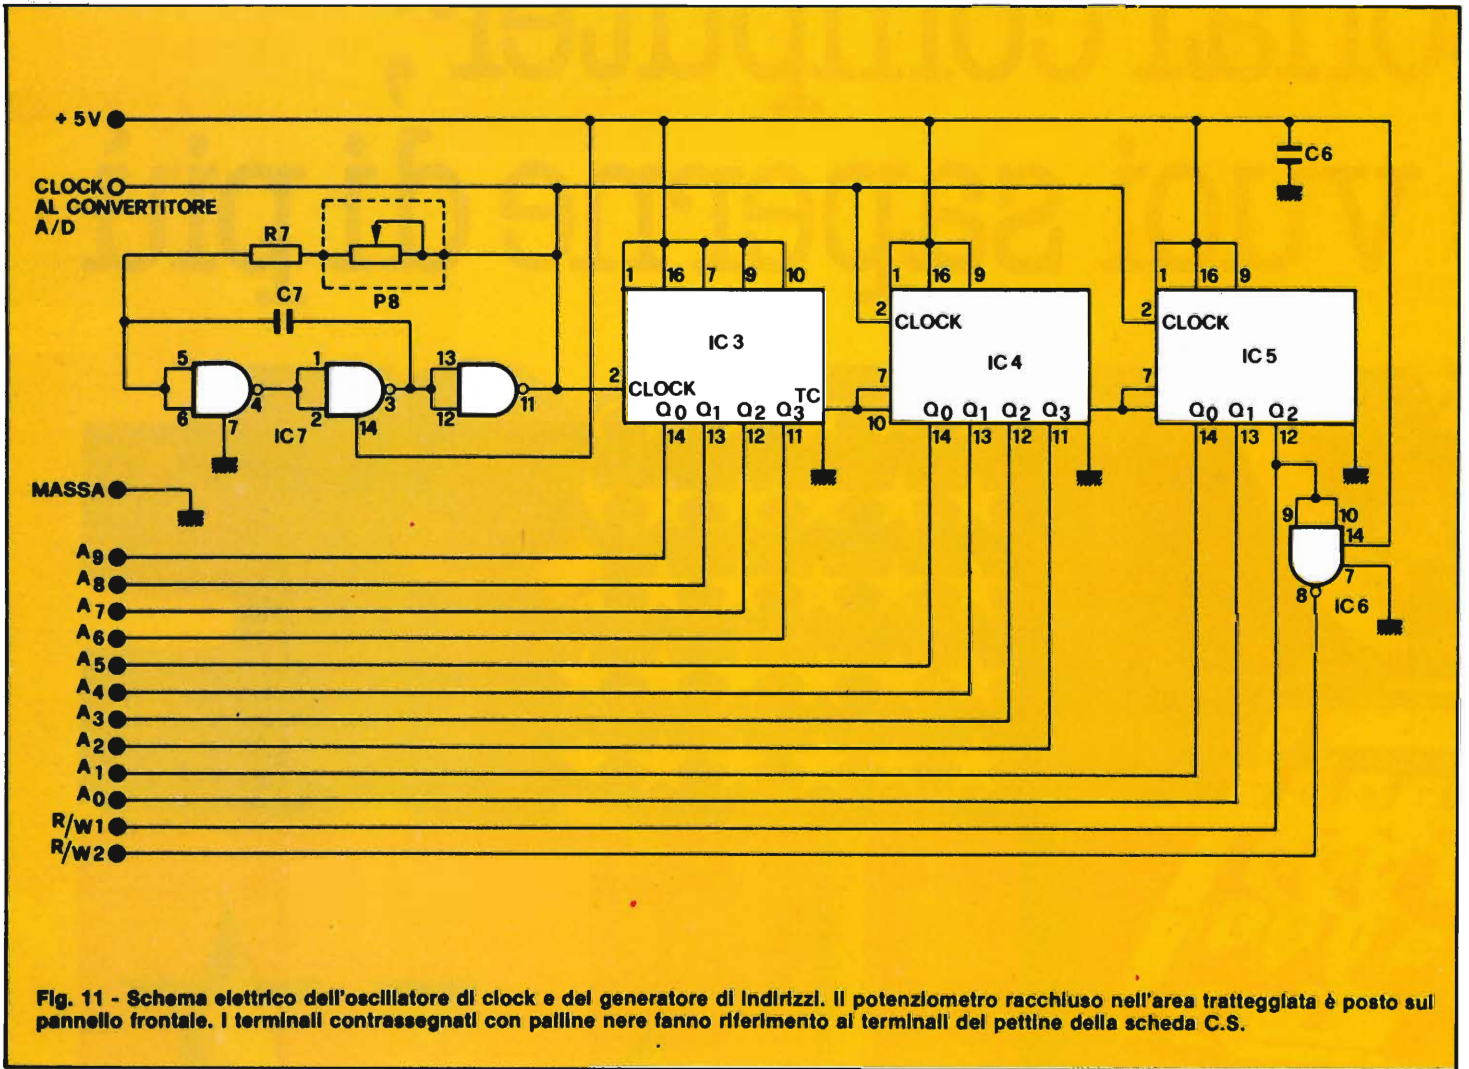 + 5V
CLOCK
AL CONVERTITORE
A/D
R7
P8
C7
C6
5
6
4
7
1
2
3
14
13
12
11
IC7
1 16 7 9 10
2
CLOCK
IC3
TC
Q0 Q1 Q2 Q3
14 13 12 11
1 16 9
2
CLOCK
IC4
7
10
Q0 Q1 Q2 Q3
14 13 12 11
1 16 9
2
CLOCK
IC5
7
Q0 Q1 Q2
14 13 12
9 10
14
7
8
IC6
MASSA
A9
A8
A7
A6
A5
A4
A3
A2
A1
A0
R/W1
R/W2
Fig. 11 - Schema elettrico dell'oscillatore di clock e del generatore di indirizzi. Il potenziometro racchiuso nell'area tratteggiata è posto sul
pannello frontale. I terminali contrassegnati con palline nere fanno riferimento ai terminali del pettine della scheda C.S.